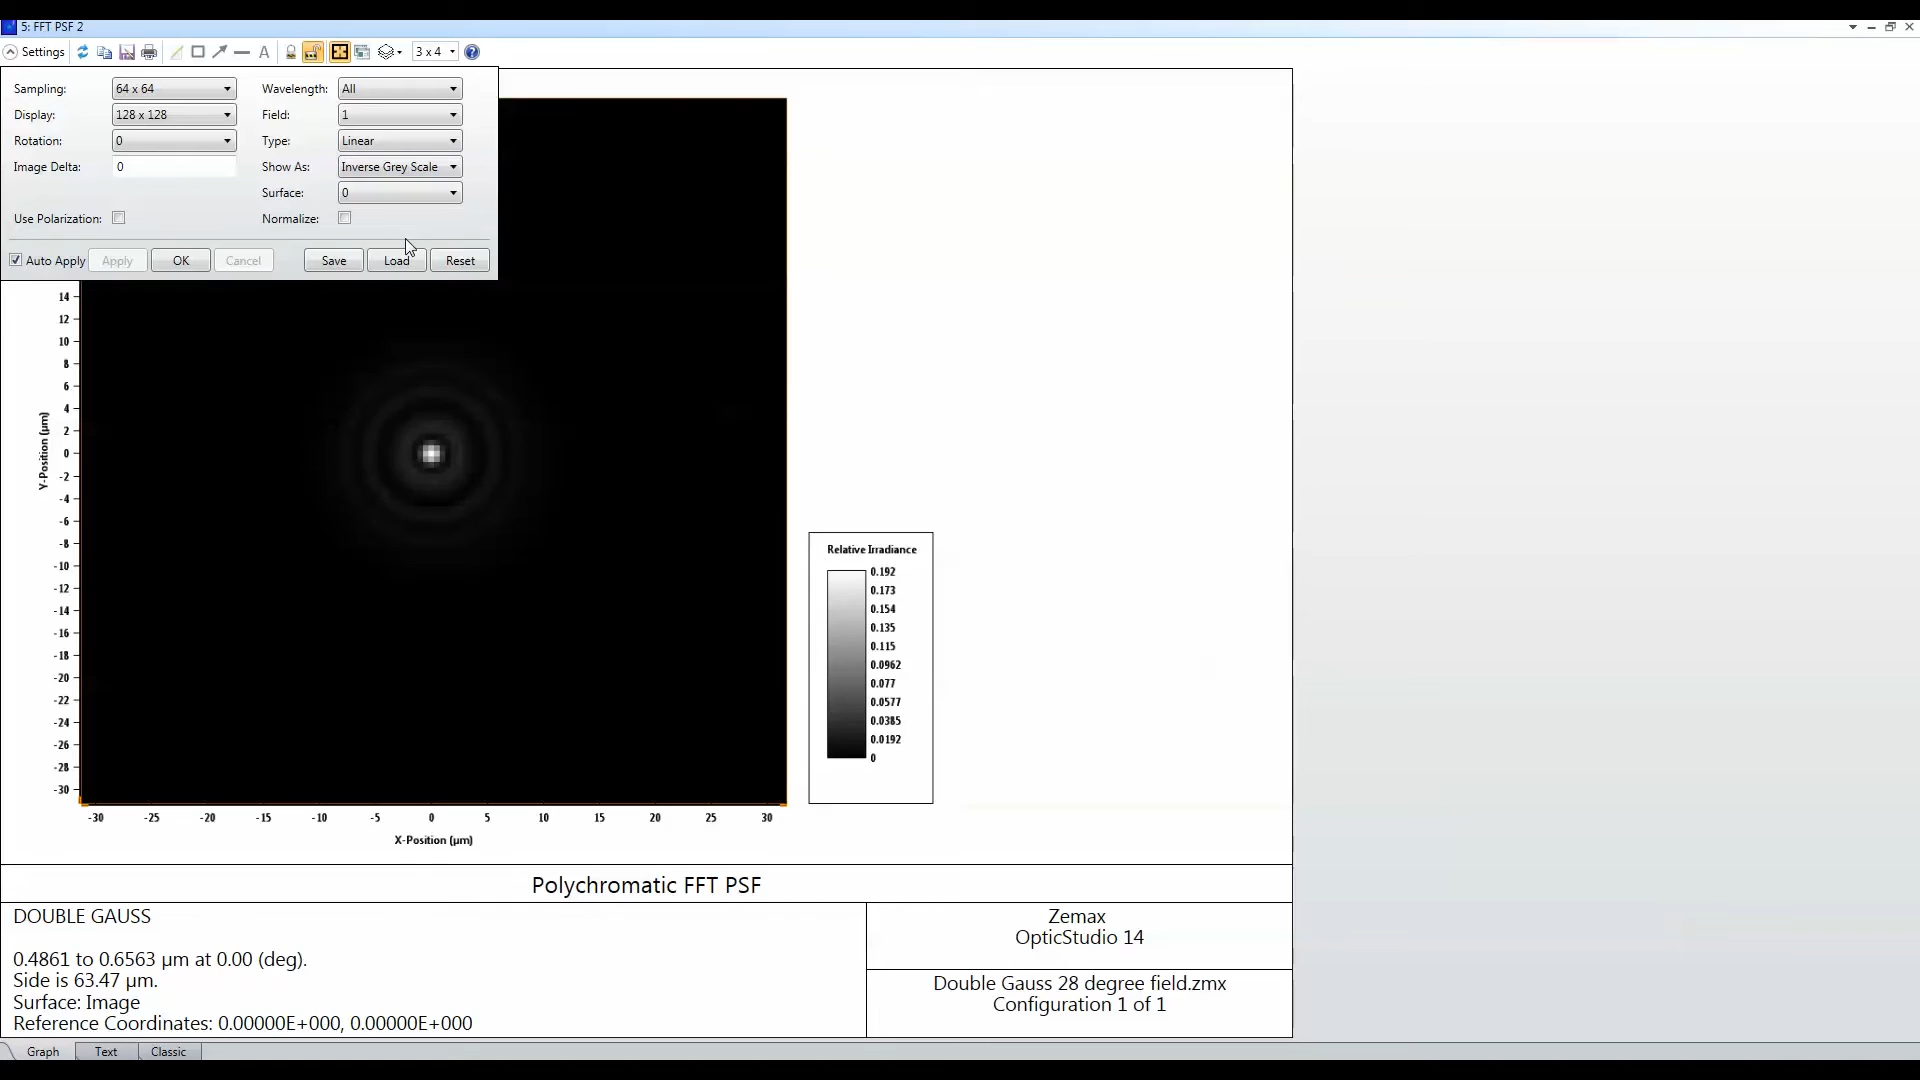 5: FFT PSF 2
Settings
A
3 x 4
Sampling:
64 x 64
Wavelength:
All
Display:
128 x 128
Field:
1
Rotation:
0
Type:
Linear
Image Delta:
0
Show As:
Inverse Grey Scale
Surface:
0
Use Polarization:
Normalize:
Auto Apply
Apply
OK
Cancel
Save
Load
Reset
14
12
10
8
6
4
2
0
-2
-4
-6
-8
-10
-12
-14
-16
-18
-20
-22
-24
-26
-28
-30
Y-Position (µm)
-30
-25
-20
-15
-10
-5
0
5
10
15
20
25
30
X-Position (µm)
Relative Irradiance
0.192
0.173
0.154
0.135
0.115
0.0962
0.077
0.0577
0.0385
0.0192
0
Polychromatic FFT PSF
DOUBLE GAUSS
0.4861 to 0.6563 µm at 0.00 (deg).
Side is 63.47 µm.
Surface: Image
Reference Coordinates: 0.00000E+000, 0.00000E+000
Zemax
OpticStudio 14
Double Gauss 28 degree field.zmx
Configuration 1 of 1
Graph
Text
Classic